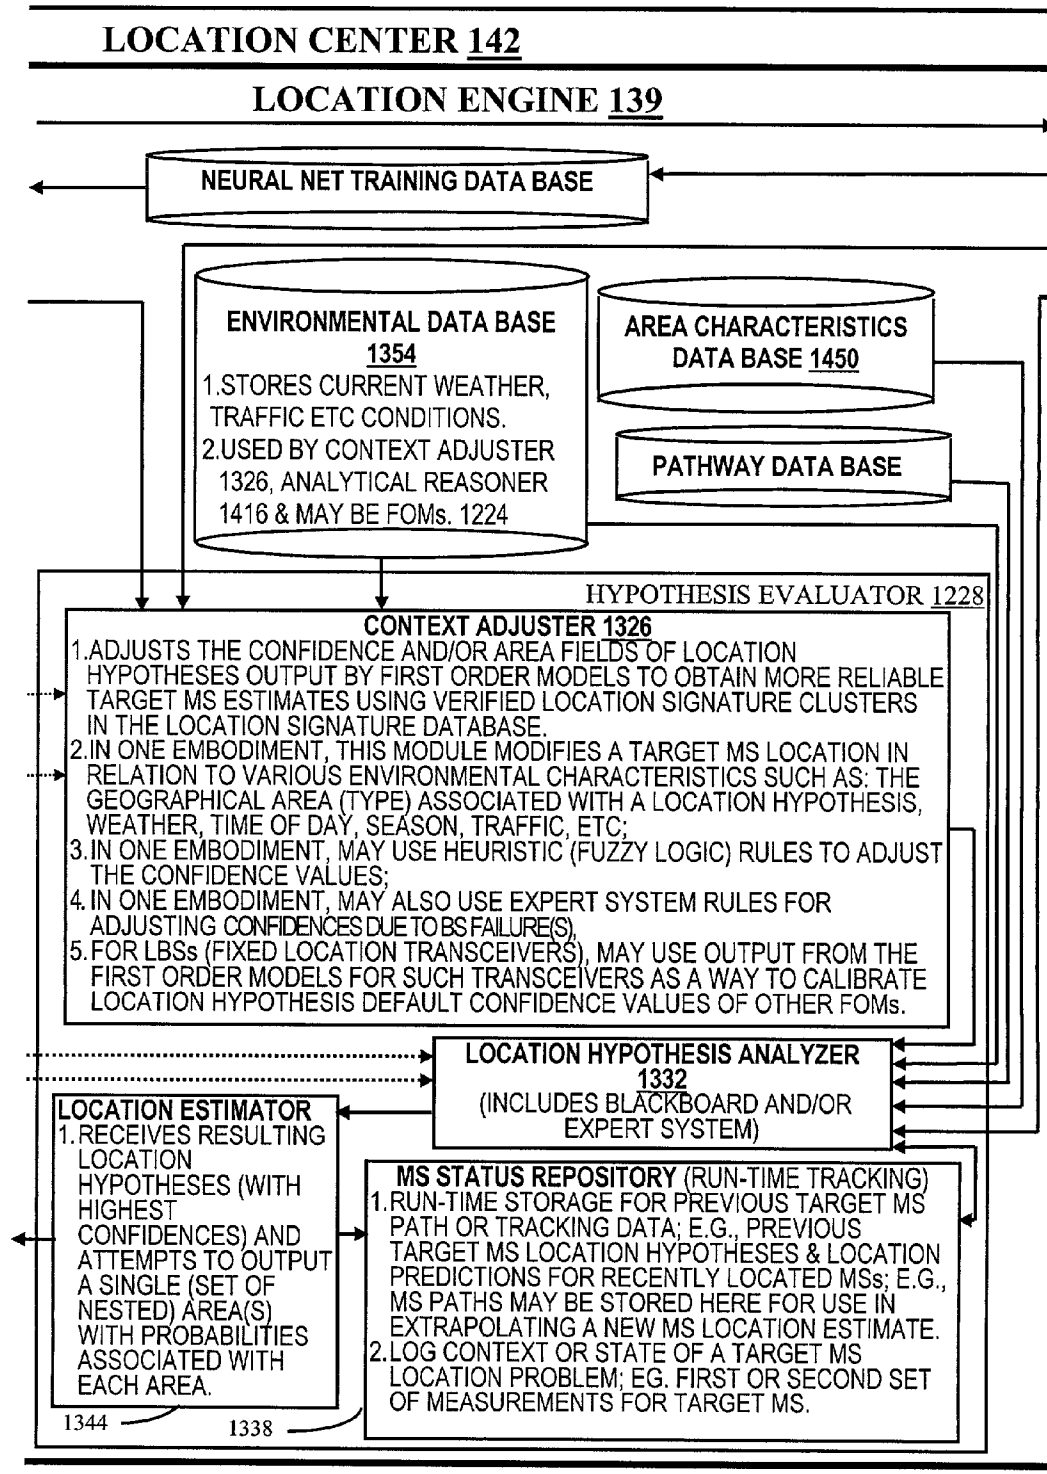 LOCATION CENTER 142
LOCATION ENGINE 139
NEURAL NET TRAINING DATA BASE
ENVIRONMENTAL DATA BASE
1354
1.STORES CURRENT WEATHER,
TRAFFIC ETC CONDITIONS.
2.USED BY CONTEXT ADJUSTER
1326, ANALYTICAL REASONER
1416 & MAY BE FOMs. 1224
AREA CHARACTERISTICS
DATA BASE 1450
PATHWAY DATA BASE
HYPOTHESIS EVALUATOR 1228
CONTEXT ADJUSTER 1326
1.ADJUSTS THE CONFIDENCE AND/OR AREA FIELDS OF LOCATION
HYPOTHESES OUTPUT BY FIRST ORDER MODELS TO OBTAIN MORE RELIABLE
TARGET MS ESTIMATES USING VERIFIED LOCATION SIGNATURE CLUSTERS
IN THE LOCATION SIGNATURE DATABASE.
2.IN ONE EMBODIMENT, THIS MODULE MODIFIES A TARGET MS LOCATION IN
RELATION TO VARIOUS ENVIRONMENTAL CHARACTERISTICS SUCH AS: THE
GEOGRAPHICAL AREA (TYPE) ASSOCIATED WITH A LOCATION HYPOTHESIS,
WEATHER, TIME OF DAY, SEASON, TRAFFIC, ETC;
3.IN ONE EMBODIMENT, MAY USE HEURISTIC (FUZZY LOGIC) RULES TO ADJUST
THE CONFIDENCE VALUES;
4.IN ONE EMBODIMENT, MAY ALSO USE EXPERT SYSTEM RULES FOR
ADJUSTING CONFIDENCES DUE TO BS FAILURE(S),
5.FOR LBSs (FIXED LOCATION TRANSCEIVERS), MAY USE OUTPUT FROM THE
FIRST ORDER MODELS FOR SUCH TRANSCEIVERS AS A WAY TO CALIBRATE
LOCATION HYPOTHESIS DEFAULT CONFIDENCE VALUES OF OTHER FOMs.
LOCATION HYPOTHESIS ANALYZER
1332
(INCLUDES BLACKBOARD AND/OR
EXPERT SYSTEM)
LOCATION ESTIMATOR
1.RECEIVES RESULTING
LOCATION
HYPOTHESES (WITH
HIGHEST
CONFIDENCES) AND
ATTEMPTS TO OUTPUT
A SINGLE (SET OF
NESTED) AREA(S)
WITH PROBABILITIES
ASSOCIATED WITH
EACH AREA.
1344
MS STATUS REPOSITORY (RUN-TIME TRACKING)
1.RUN-TIME STORAGE FOR PREVIOUS TARGET MS
PATH OR TRACKING DATA; E.G., PREVIOUS
TARGET MS LOCATION HYPOTHESES & LOCATION
PREDICTIONS FOR RECENTLY LOCATED MSs; E.G.,
MS PATHS MAY BE STORED HERE FOR USE IN
EXTRAPOLATING A NEW MS LOCATION ESTIMATE.
2.LOG CONTEXT OR STATE OF A TARGET MS
LOCATION PROBLEM; EG. FIRST OR SECOND SET
OF MEASUREMENTS FOR TARGET MS.
1338